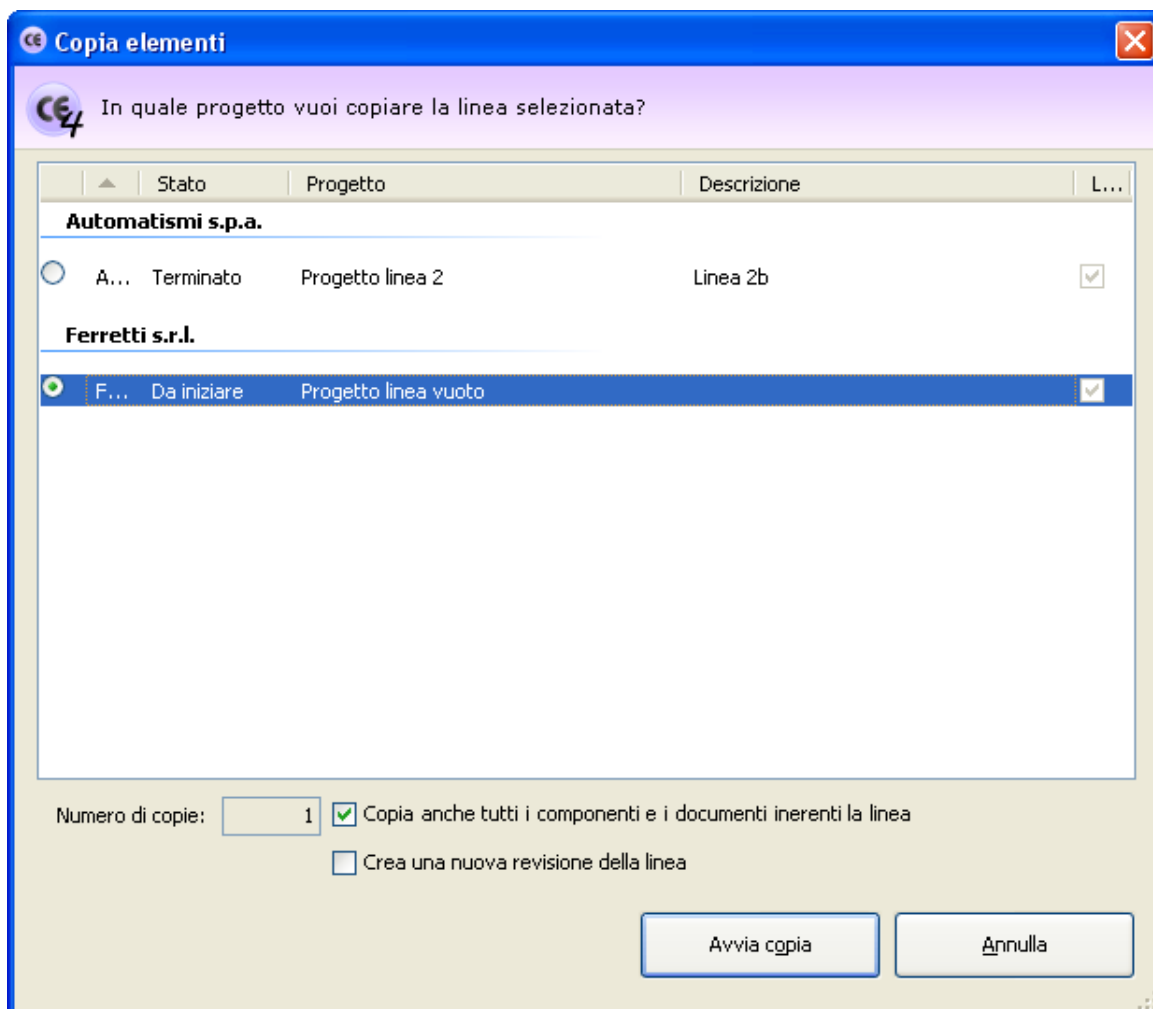 CE Copia elementi
CE4 In quale progetto vuoi copiare la linea selezionata?
Stato Progetto Descrizione L...
Automatismi s.p.a.
A... Terminato Progetto linea 2 Linea 2b
Ferretti s.r.l.
F... Da iniziare Progetto linea vuoto
Numero di copie: 1 Copia anche tutti i componenti e i documenti inerenti la linea
Crea una nuova revisione della linea
Avvia copia Annulla